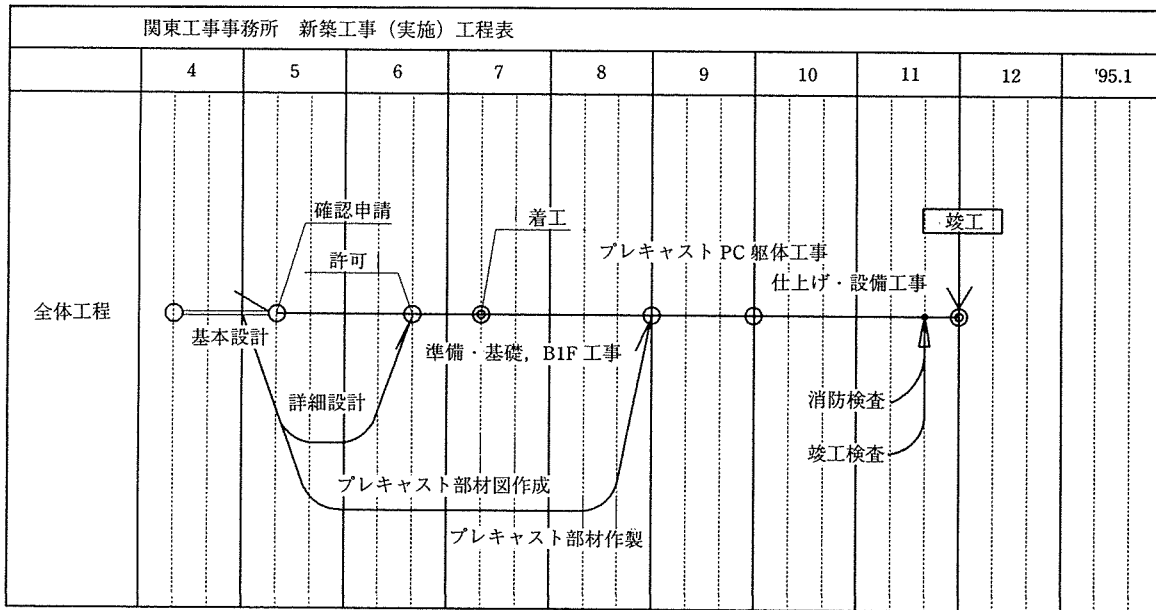 関東工事事務所　新築工事（実施）工程表
4 5 6 7 8 9 10 11 12 '95.1
確認申請
着工
竣工
許可
プレキャスト PC 躯体工事
仕上げ・設備工事
全体工程
基本設計
準備・基礎，B1F 工事
詳細設計
消防検査
竣工検査
プレキャスト部材図作成
プレキャスト部材作製